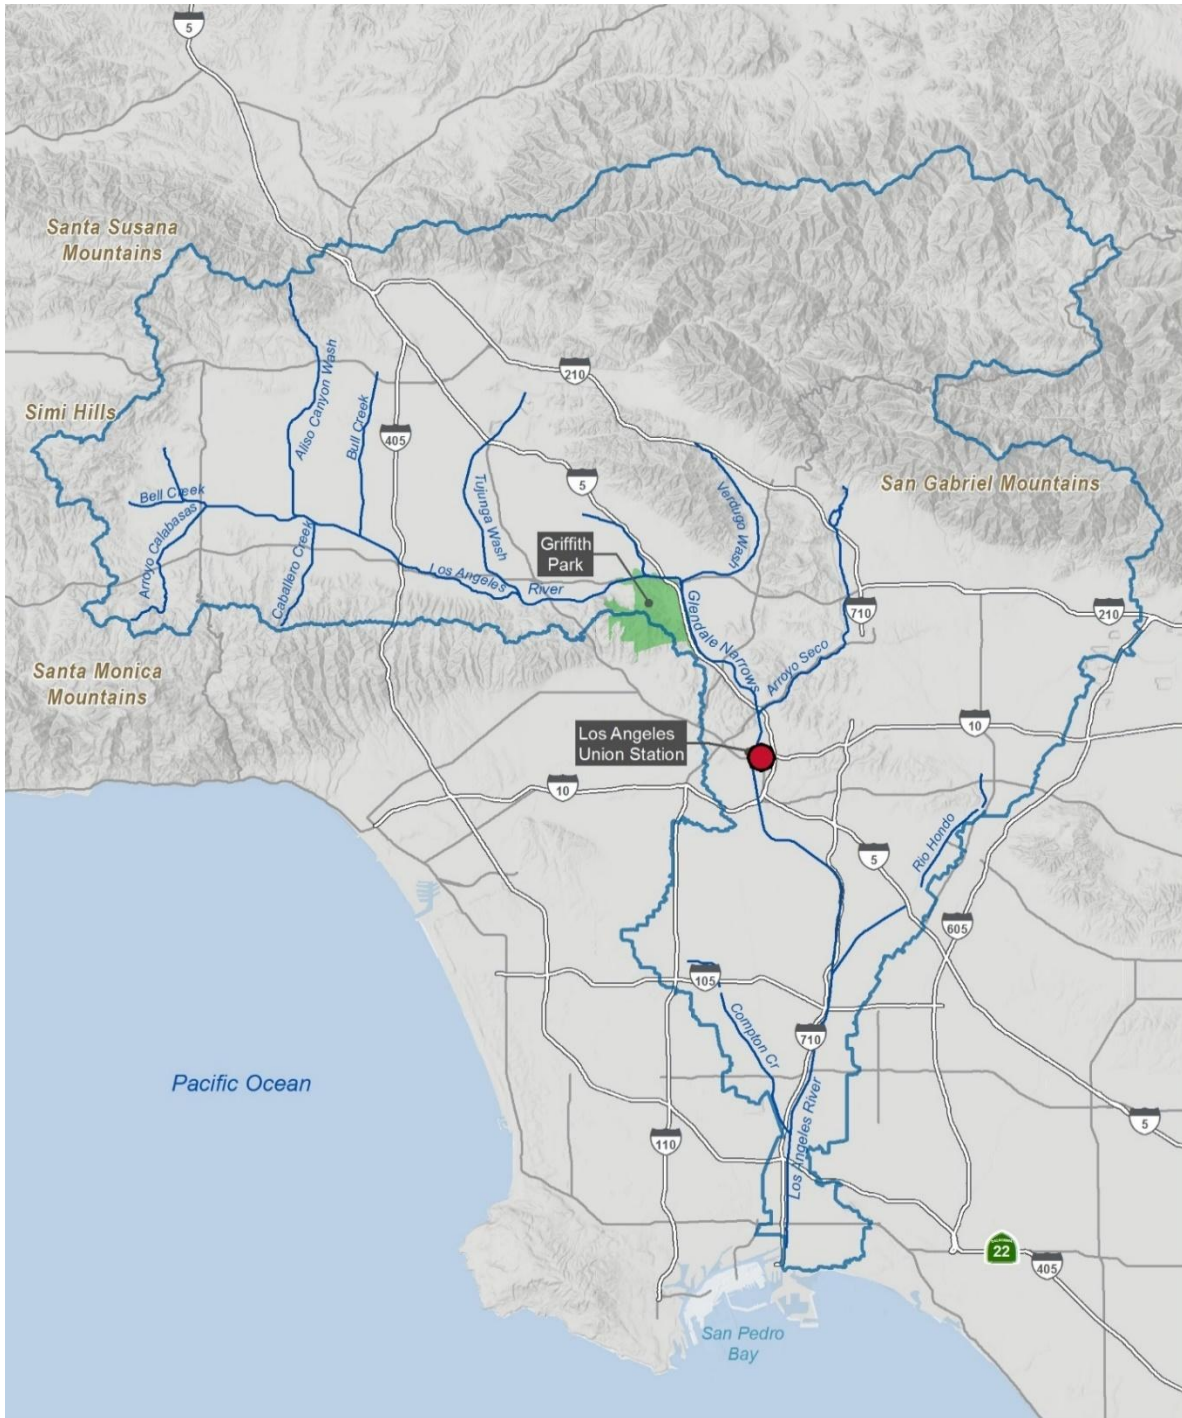 5
Santa Susana
Mountains
210
Simi Hills
Aliso Canyon Wash
Bull Creek
405
5
San Gabriel Mountains
Bell Creek
Tujunga Wash
Verdugo Wash
Arroyo Calabasas
Caballero Creek
Griffith
Park
Los Angeles
River
710
210
Glendale Narrows
Arroyo Seco
Santa Monica
Mountains
10
Los Angeles
Union Station
10
5
Rio Hondo
605
105
Compton Cr
710
Pacific Ocean
Los Angeles River
5
110
CALIFORNIA
22
405
San Pedro
Bay